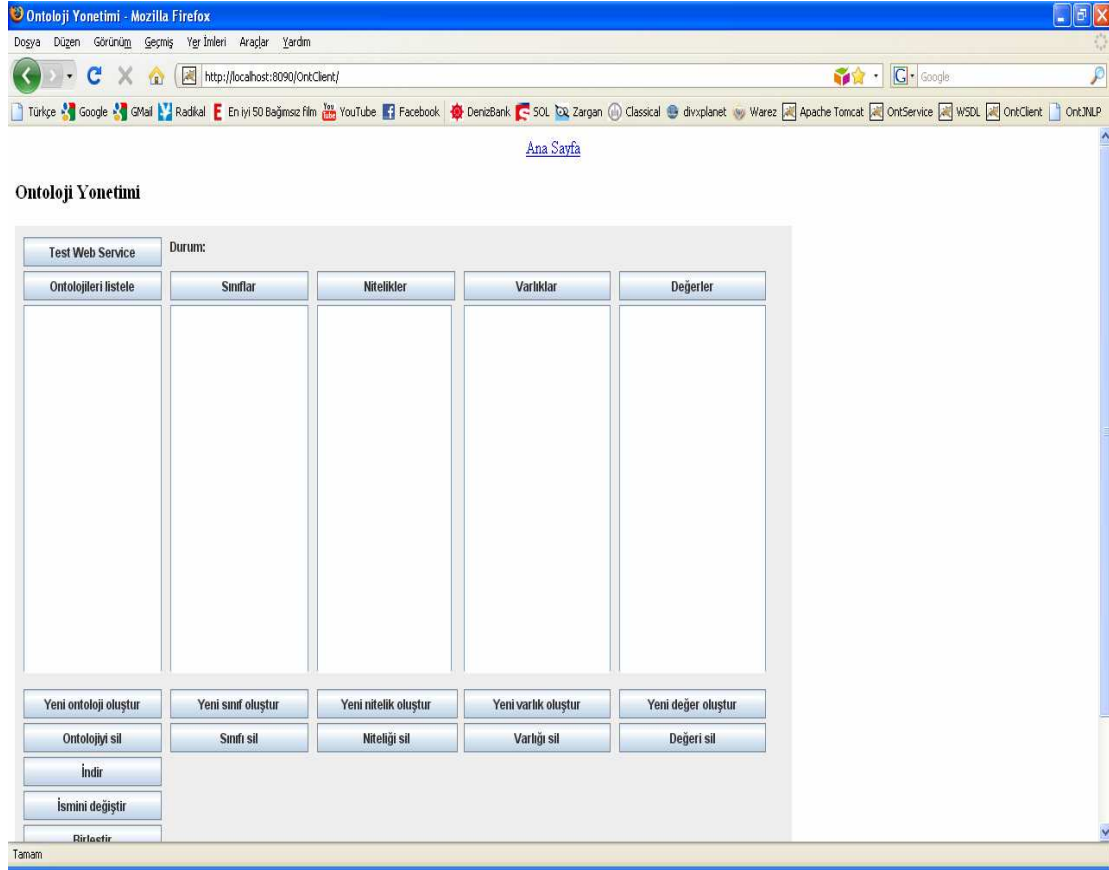 Ontoloji Yonetimi - Mozilla Firefox
Dosya Düzen Görünüm Geçmiş Yer İmleri Araçlar Yardım
http://localhost:8090/OntClient/ Google
Türkçe Google GMail Radikal En iyi 50 Bağımsız film YouTube Facebook DenizBank SOL Zargan Classical divxplanet Warez Apache Tomcat OntService WSDL OntClient OntJNLP
Ana Sayfa
Ontoloji Yonetimi
Test Web Service Durum:
Ontolojileri listele Sınıflar Nitelikler Varlıklar Değerler
Yeni ontoloji oluştur Yeni sınıf oluştur Yeni nitelik oluştur Yeni varlık oluştur Yeni değer oluştur
Ontolojiyi sil Sınıfı sil Niteliği sil Varlığı sil Değeri sil
İndir
İsmini değiştir
Birleştir
Tamam